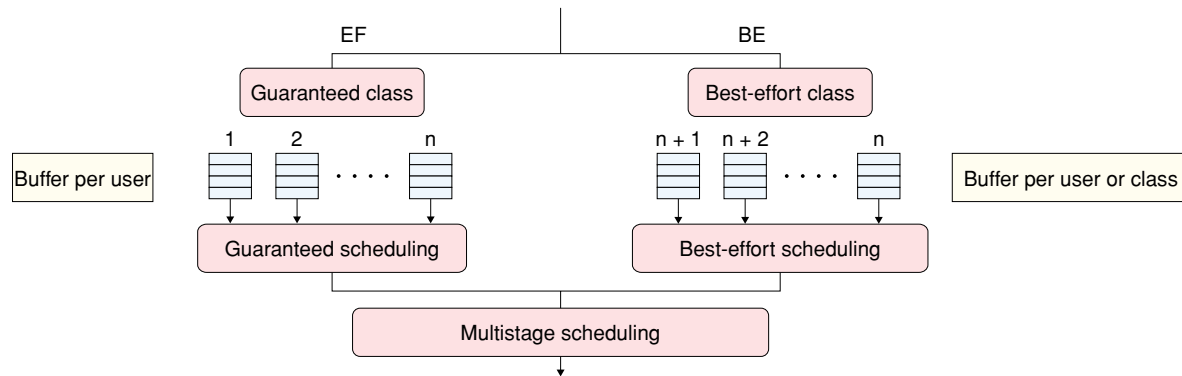 EF
BE
Guaranteed class
Best-effort class
1
2
n
n + 1
n + 2
n
Buffer per user
. . . .
. . . .
Buffer per user or class
Guaranteed scheduling
Best-effort scheduling
Multistage scheduling